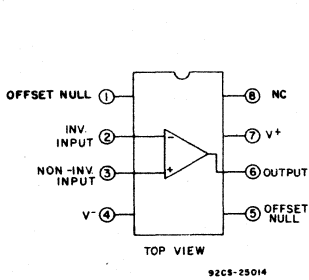 OFFSET NULL 1
8 NC
INV. INPUT 2
7 V+
NON-INV. INPUT 3
6 OUTPUT
V- 4
5 OFFSET NULL
-
+
TOP VIEW
92CS-25014